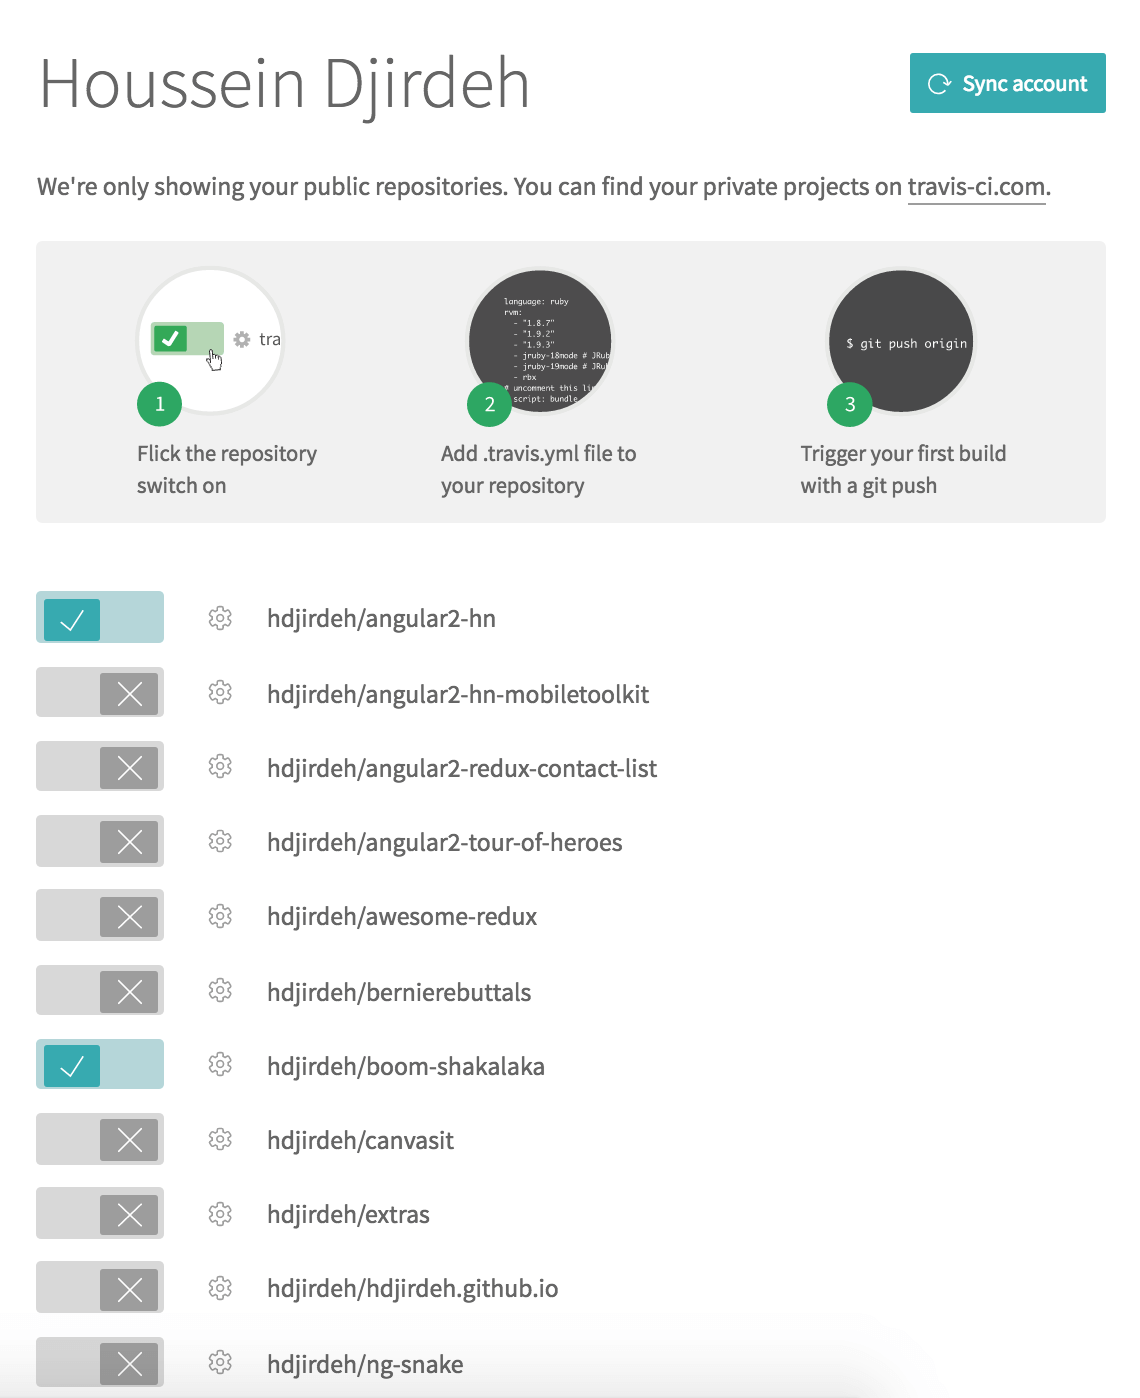 Houssein Djirdeh
Sync account
We're only showing your public repositories. You can find your private projects on travis-ci.com.
tra
language: ruby
rvm:
- "1.8.7"
- "1.9.2"
- "1.9.3"
- jruby-18mode # JRub
- jruby-19mode # JRu
- rbx
# uncomment this li
script: bundle
$ git push origin
1
2
3
Flick the repository
switch on
Add .travis.yml file to
your repository
Trigger your first build
with a git push
hdjirdeh/angular2-hn
hdjirdeh/angular2-hn-mobiletoolkit
hdjirdeh/angular2-redux-contact-list
hdjirdeh/angular2-tour-of-heroes
hdjirdeh/awesome-redux
hdjirdeh/bernierebuttals
hdjirdeh/boom-shakalaka
hdjirdeh/canvasit
hdjirdeh/extras
hdjirdeh/hdjirdeh.github.io
hdjirdeh/ng-snake